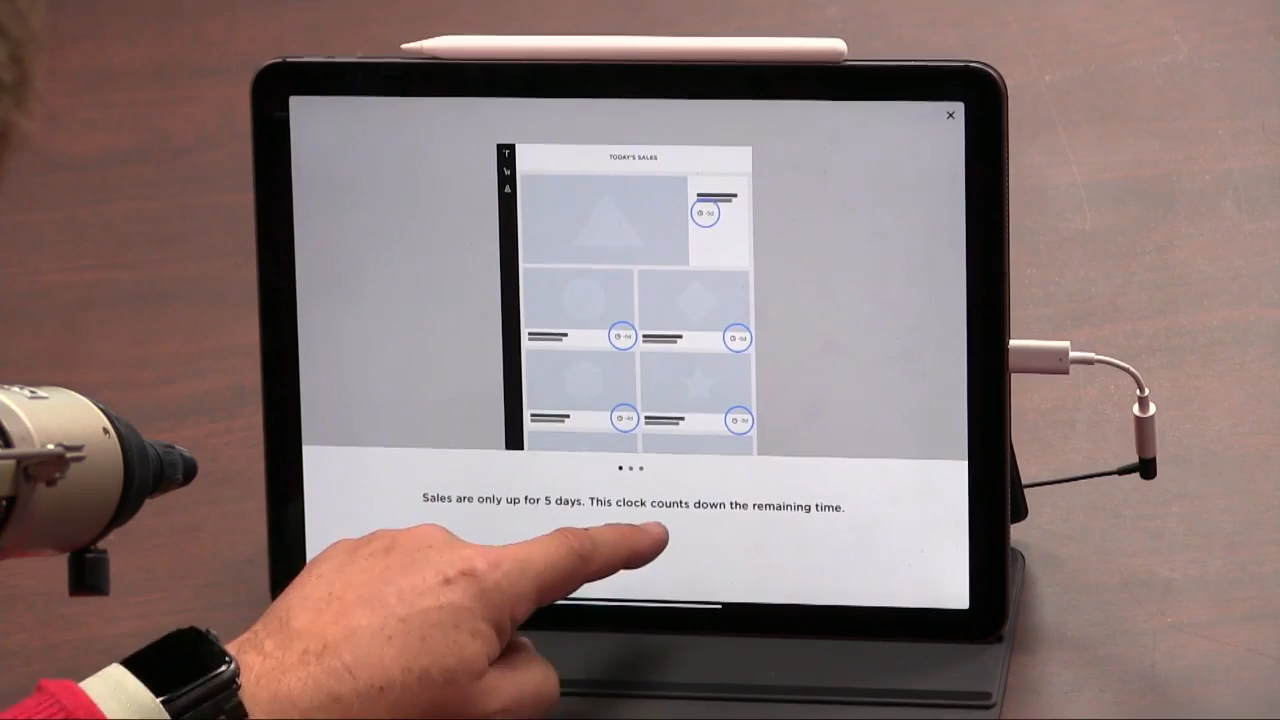 TODAY'S SALES
Sales are only up for 5 days. This clock counts down the remaining time.